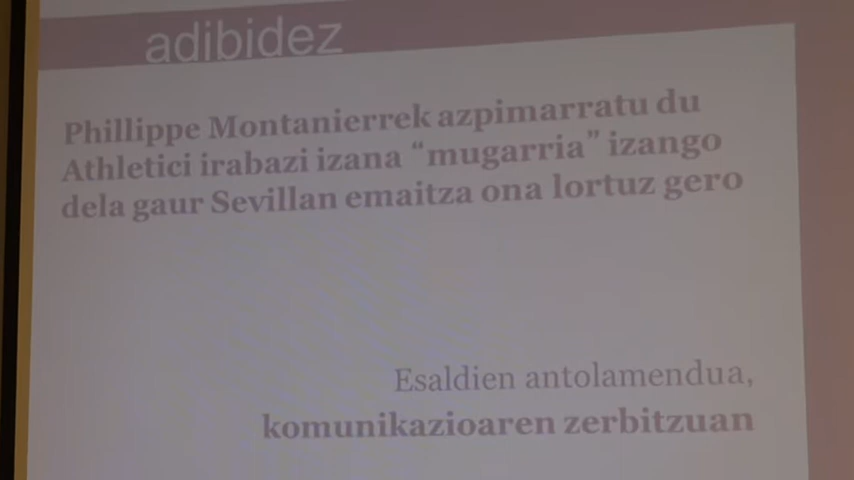 adibidez
Phillippe Montanierrek azpimarratu du
Athletici irabazi izana “mugarria” izango
dela gaur Sevillan emaitza ona lortuz gero
Esaldien antolamendua,
komunikazioaren zerbitzuan